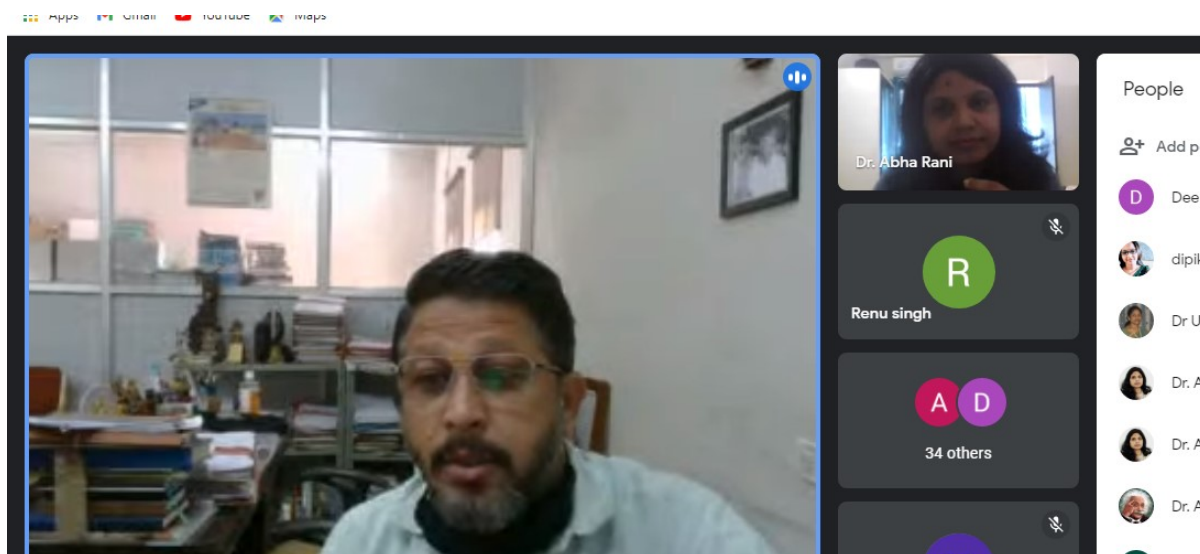 Apps
Gmail
YouTube
Maps
Dr. Abha Rani
R
Renu singh
A D
34 others
People
Add p
D
Dee
dipik
Dr U
Dr. A
Dr. A
Dr. A